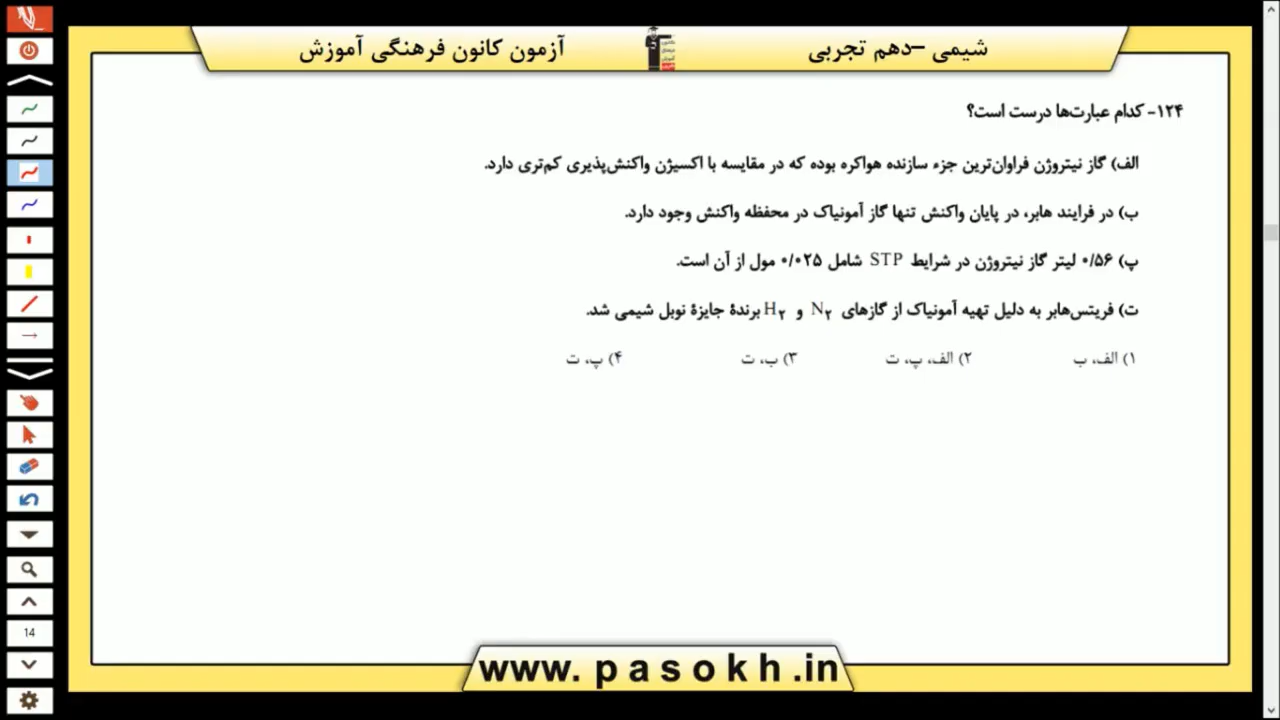 شیمی –دهم تجربی
آزمون کانون فرهنگی آموزش
۱۲۴- کدام عبارت‌ها درست است؟
الف) گاز نیتروژن فراوان‌ترین جزء سازنده هواکره بوده که در مقایسه با اکسیژن واکنش‌پذیری کم‌تری دارد.
ب) در فرایند هابر، در پایان واکنش تنها گاز آمونیاک در محفظه واکنش وجود دارد.
پ) ۰/۵۶ لیتر گاز نیتروژن در شرایط STP شامل ۰/۰۲۵ مول از آن است.
ت) فریتس‌هابر به دلیل تهیه آمونیاک از گازهای N۲ و H۲ برندهٔ جایزهٔ نوبل شیمی شد.
۱) الف، ب ۲) الف، پ، ت ۳) ب، ت ۴) پ، ت
14
www. p a s o k h .in